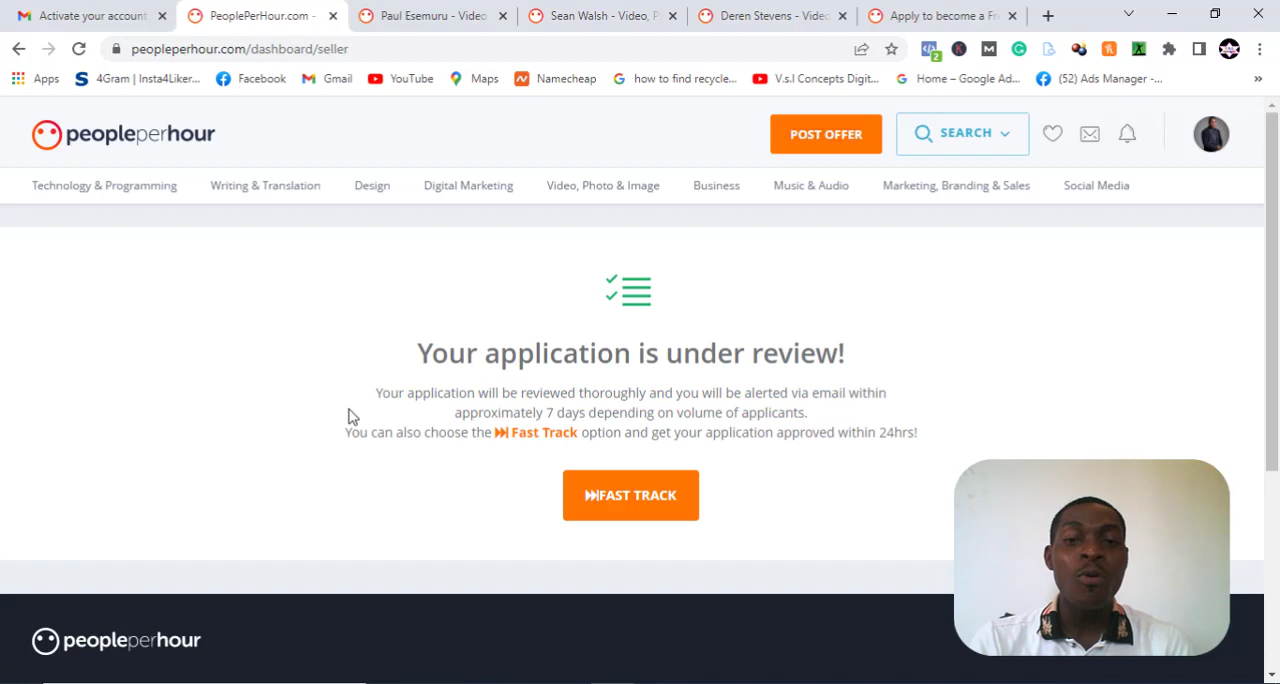 Activate your account
PeoplePerHour.com -
Paul Esemuru - Video
Sean Walsh - Video, P
Deren Stevens - Video
Apply to become a Fr
peopleperhour.com/dashboard/seller
2
Apps
4Gram | Insta4Liker...
Facebook
Gmail
YouTube
Maps
Namecheap
how to find recycle...
V.s.l Concepts Digit...
Home – Google Ad...
(52) Ads Manager -...
peopleperhour
POST OFFER
SEARCH
Technology & Programming
Writing & Translation
Design
Digital Marketing
Video, Photo & Image
Business
Music & Audio
Marketing, Branding & Sales
Social Media
Your application is under review!
Your application will be reviewed thoroughly and you will be alerted via email within
approximately 7 days depending on volume of applicants.
You can also choose the Fast Track option and get your application approved within 24hrs!
FAST TRACK
peopleperhour